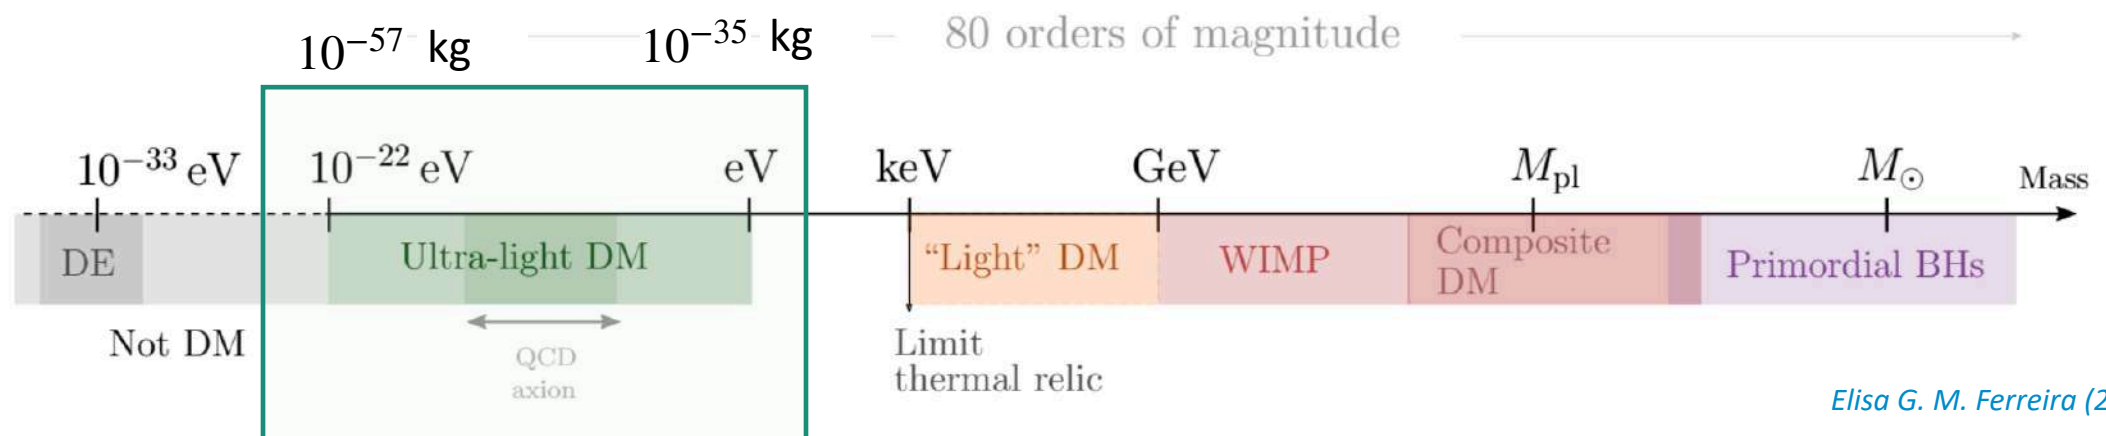 10⁻⁵⁷ kg 10⁻³⁵ kg 80 orders of magnitude
10⁻³³ eV 10⁻²² eV eV keV GeV M_pl M_⊙ Mass
DE Ultra-light DM "Light" DM WIMP Composite DM Primordial BHs
Not DM
QCD
axion
Limit
thermal relic
Elisa G. M. Ferreira (2